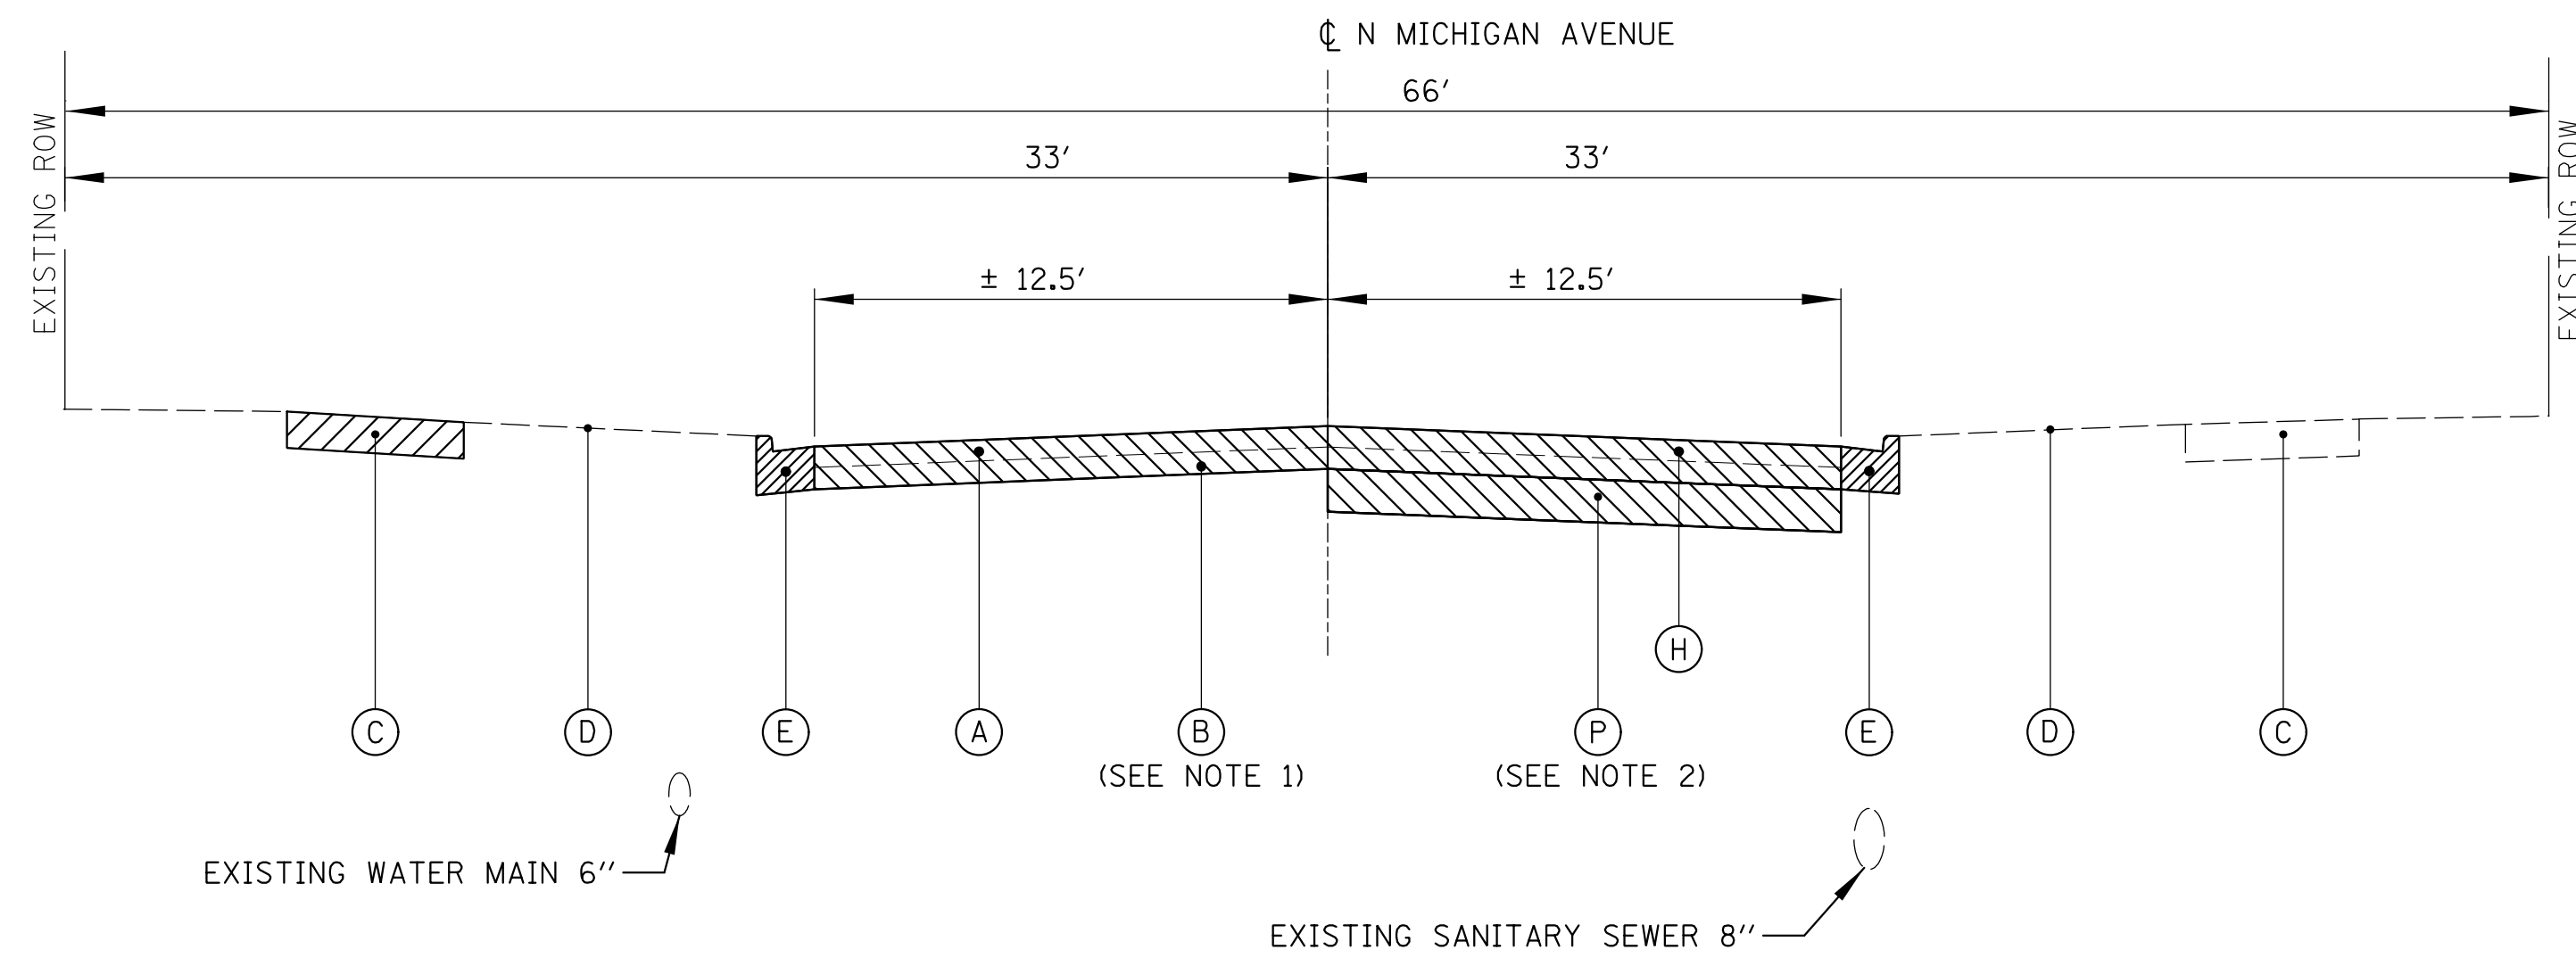 ℄ N MICHIGAN AVENUE
66'
33'
33'
EXISTING ROW
EXISTING ROW
± 12.5'
± 12.5'
H
C
D
E
A
B
P
E
D
C
(SEE NOTE 1)
(SEE NOTE 2)
EXISTING WATER MAIN 6''
EXISTING SANITARY SEWER 8''